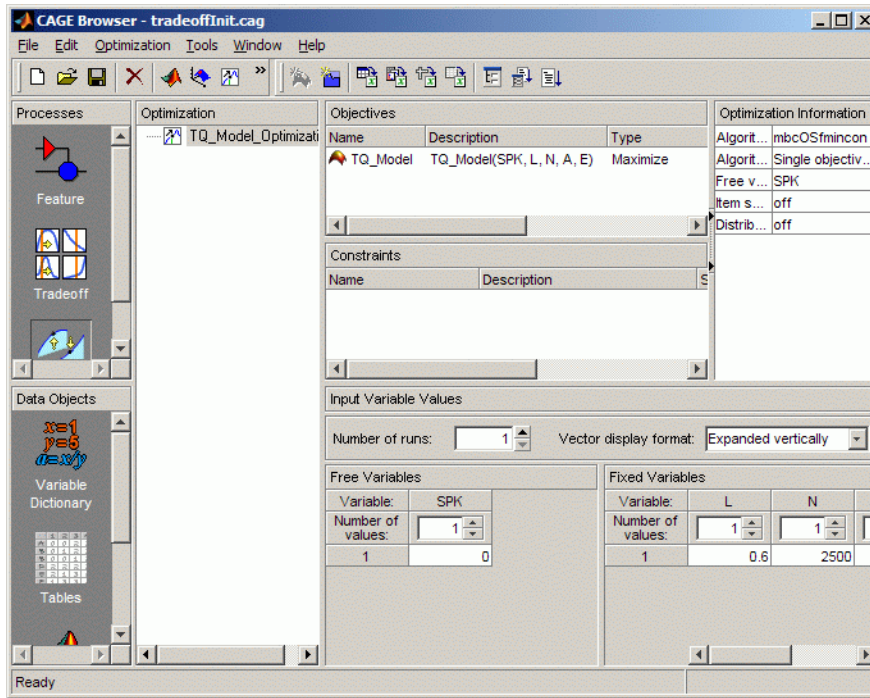 CAGE Browser - tradeoffInit.cag
File Edit Optimization Tools Window Help
»
Processes
Feature
Tradeoff
Data Objects
x=1
y=5
a=x/y
Variable
Dictionary
Tables
Optimization
TQ_Model_Optimizati
Objectives
Name Description Type
TQ_Model TQ_Model(SPK, L, N, A, E) Maximize
Constraints
Name Description S
Optimization Information
Algorit... mbcOSfmincon
Algorit... Single objectiv...
Free v... SPK
Item s... off
Distrib... off
Input Variable Values
Number of runs: 1 Vector display format: Expanded vertically
Free Variables
Variable: SPK
Number of
values: 1
1 0
Fixed Variables
Variable: L N
Number of
values: 1 1
1 0.6 2500
Ready